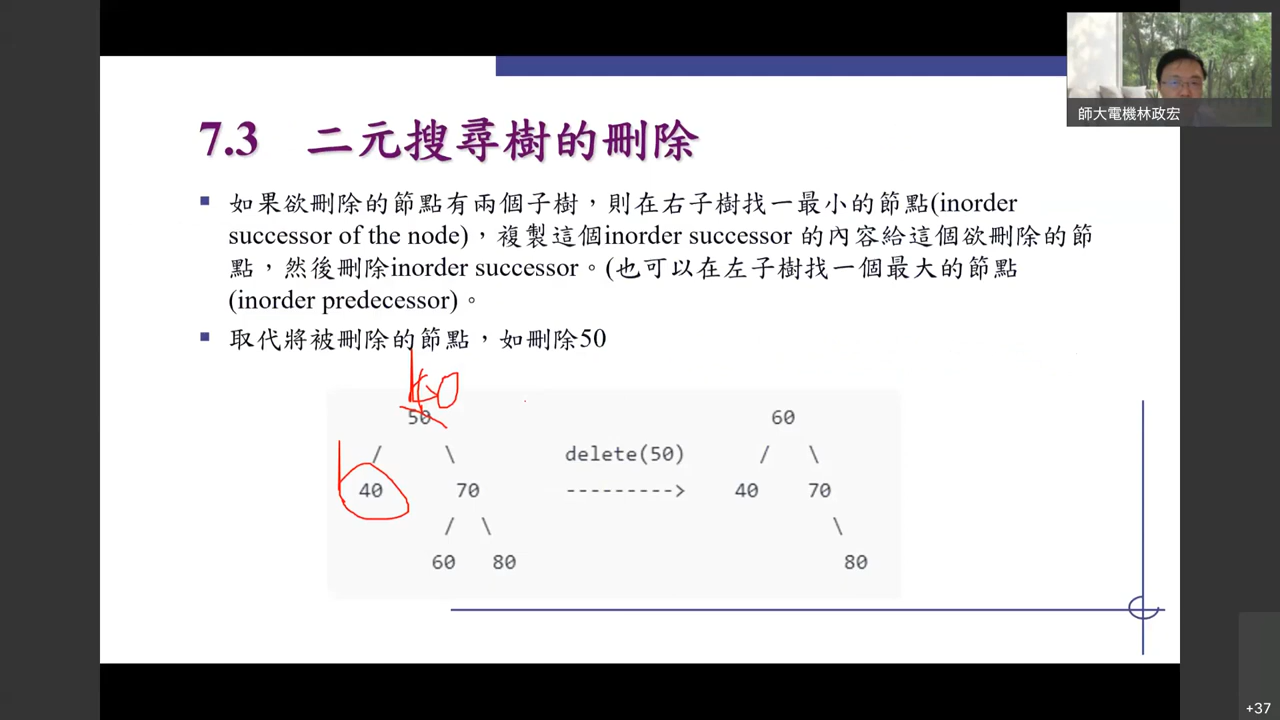 師大電機林政宏
7.3 二元搜尋樹的刪除
▪ 如果欲刪除的節點有兩個子樹，則在右子樹找一最小的節點(inorder
successor of the node)，複製這個inorder successor 的內容給這個欲刪除的節
點，然後刪除inorder successor。(也可以在左子樹找一個最大的節點
(inorder predecessor)。
▪ 取代將被刪除的節點，如刪除50
50 60
/ \ delete(50) / \
40 70 ---------> 40 70
/ \ \
60 80 80
+37